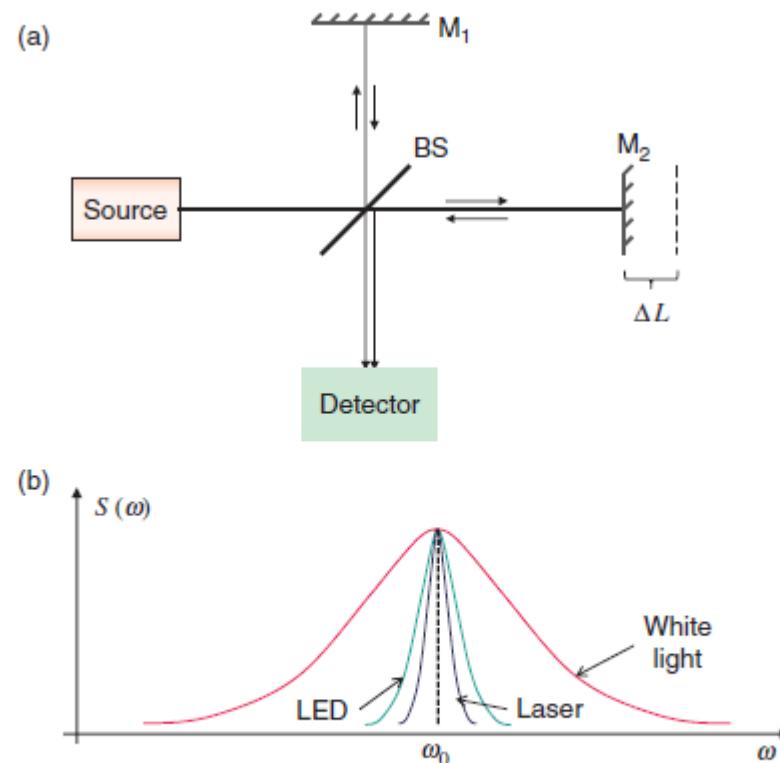 (a)
M₁
BS
M₂
Source
ΔL
Detector
(b)
S (ω)
White
light
LED
Laser
ω₀
ω